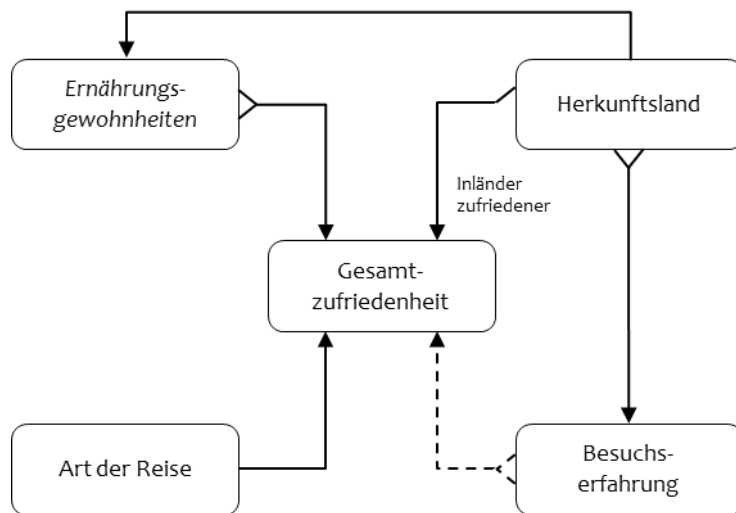 Ernährungs-
gewohnheiten
Herkunftsland
Inländer
zufriedener
Gesamt-
zufriedenheit
Art der Reise
Besuchs-
erfahrung